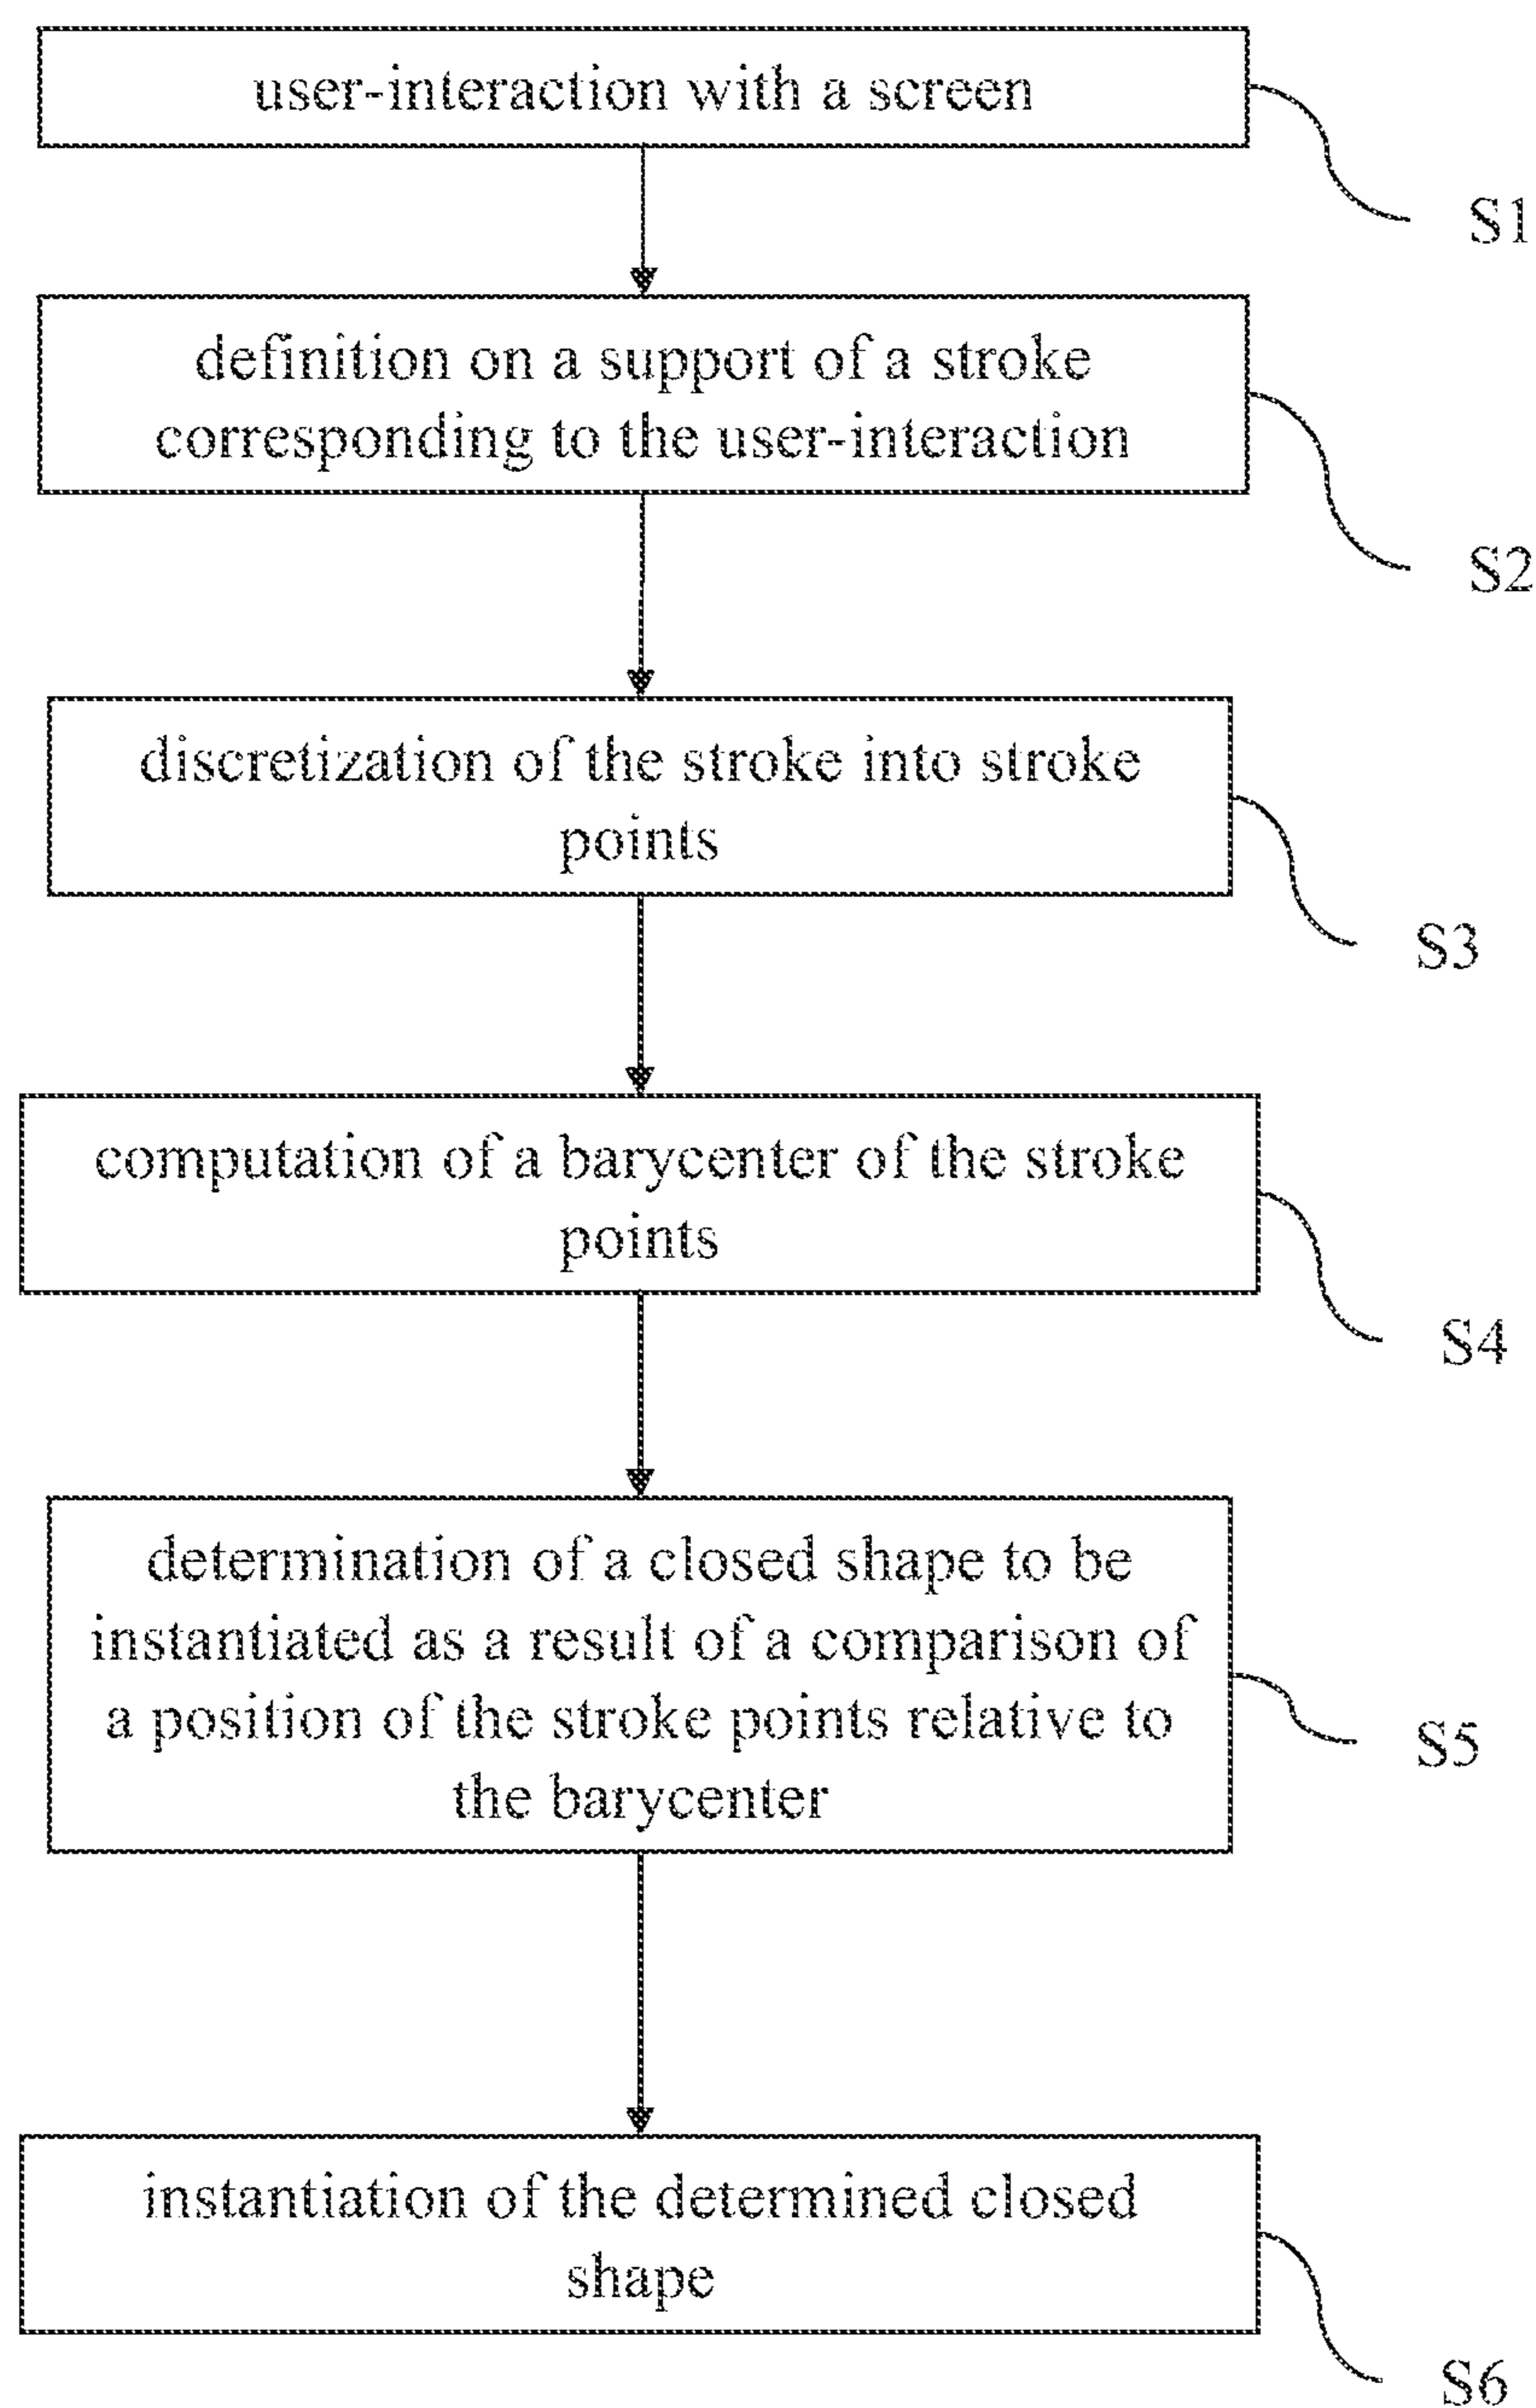 user-interaction with a screen
S1
definition on a support of a stroke
corresponding to the user-interaction
S2
discretization of the stroke into stroke
points
S3
computation of a barycenter of the stroke
points
S4
determination of a closed shape to be
instantiated as a result of a comparison of
a position of the stroke points relative to
the barycenter
S5
instantiation of the determined closed
shape
S6